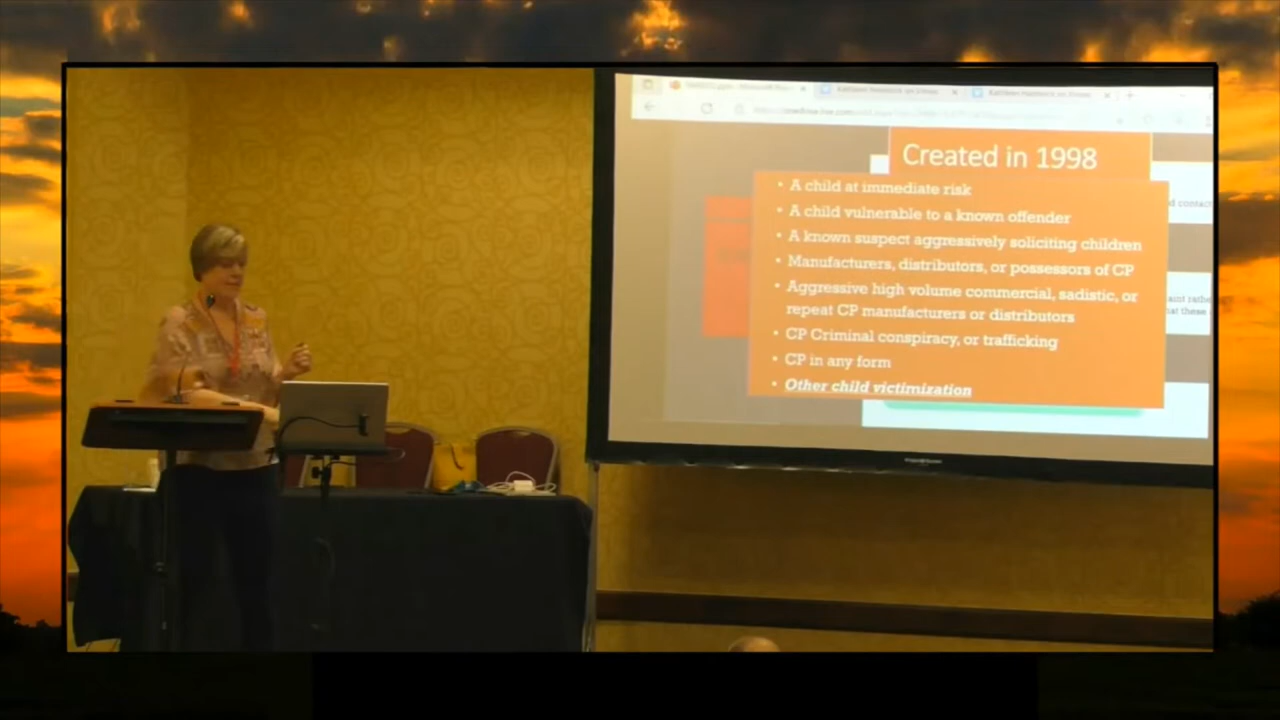 Created in 1998
• A child at immediate risk
• A child vulnerable to a known offender
• A known suspect aggressively soliciting children
• Manufacturers, distributors, or possessors of CP
• Aggressive high volume commercial, sadistic, or
repeat CP manufacturers or distributors
• CP Criminal conspiracy, or trafficking
• CP in any form
• Other child victimization